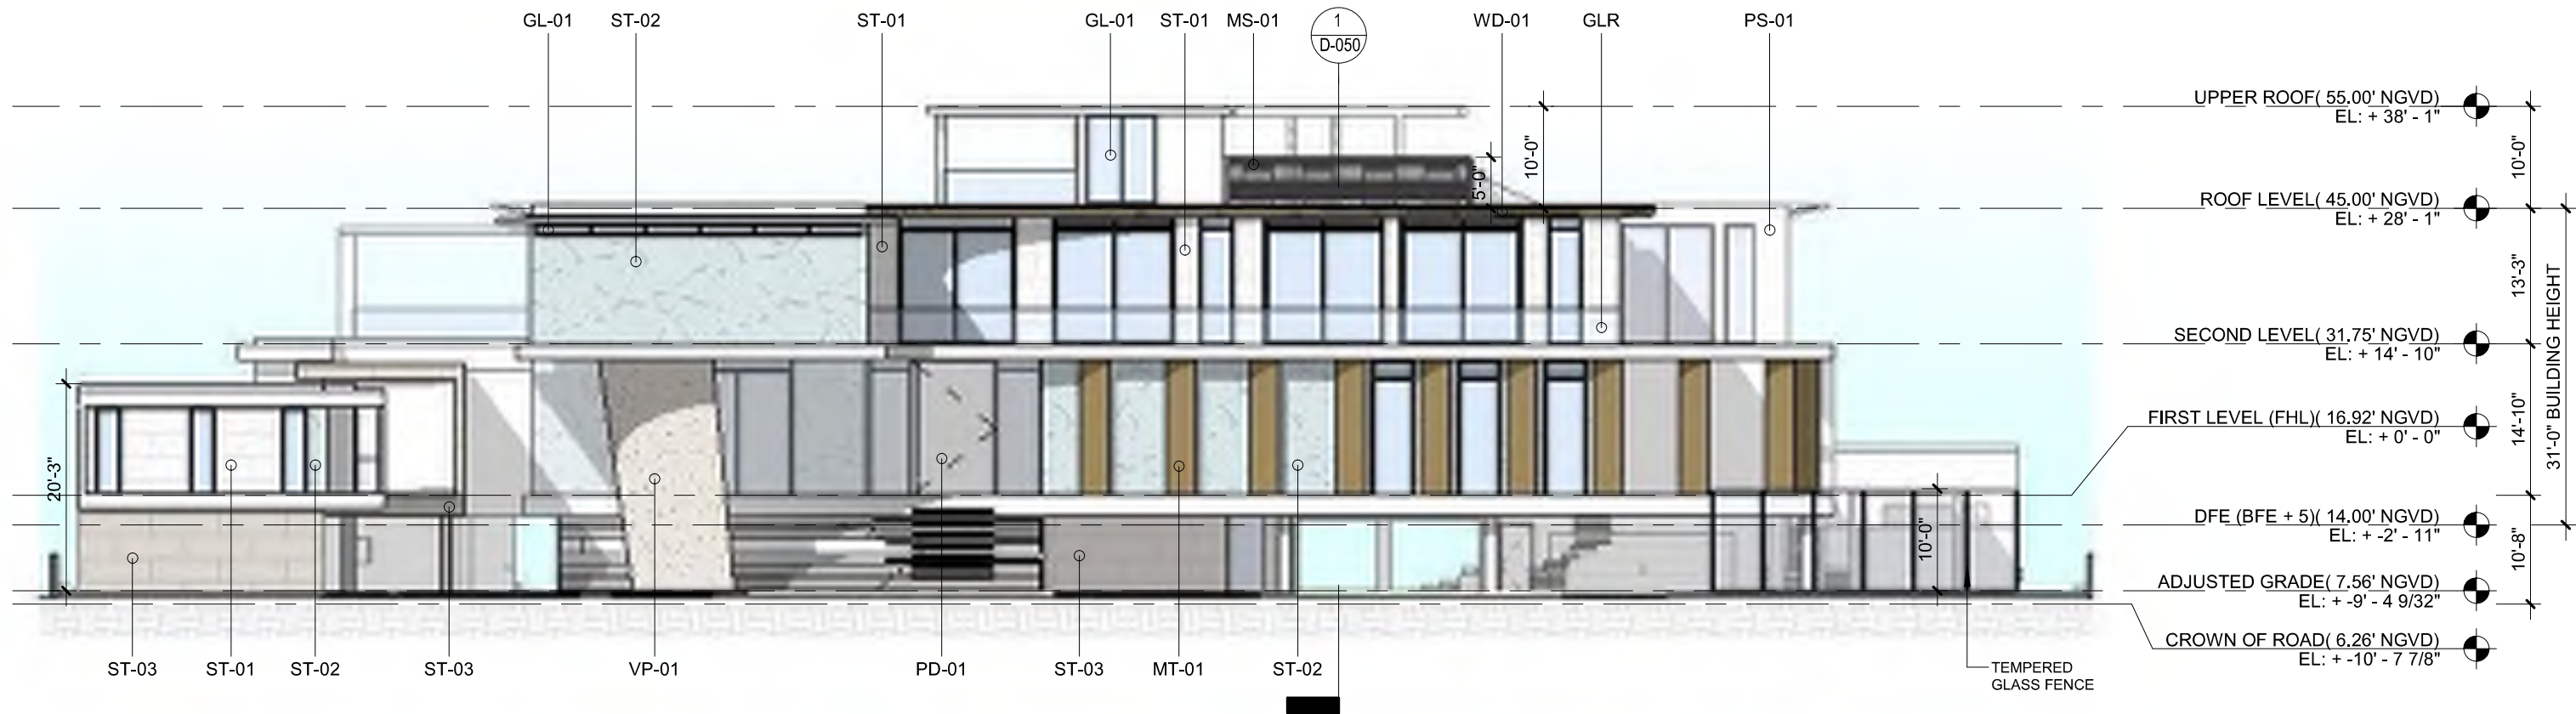 GL-01 ST-02 ST-01 GL-01 ST-01 MS-01 1 WD-01 GLR PS-01
D-050
UPPER ROOF( 55.00' NGVD)
EL: + 38' - 1"
10'-0"
10'-0"
5'-0"
ROOF LEVEL( 45.00' NGVD)
EL: + 28' - 1"
13'-3"
SECOND LEVEL( 31.75' NGVD)
EL: + 14' - 10"
31'-0" BUILDING HEIGHT
FIRST LEVEL (FHL)( 16.92' NGVD)
EL: + 0' - 0"
14'-10"
20'-3"
DFE (BFE + 5)( 14.00' NGVD)
EL: + -2' - 11"
10'-0"
10'-8"
ADJUSTED GRADE( 7.56' NGVD)
EL: + -9' - 4 9/32"
CROWN OF ROAD( 6.26' NGVD)
EL: + -10' - 7 7/8"
ST-03 ST-01 ST-02 ST-03 VP-01 PD-01 ST-03 MT-01 ST-02
TEMPERED
GLASS FENCE